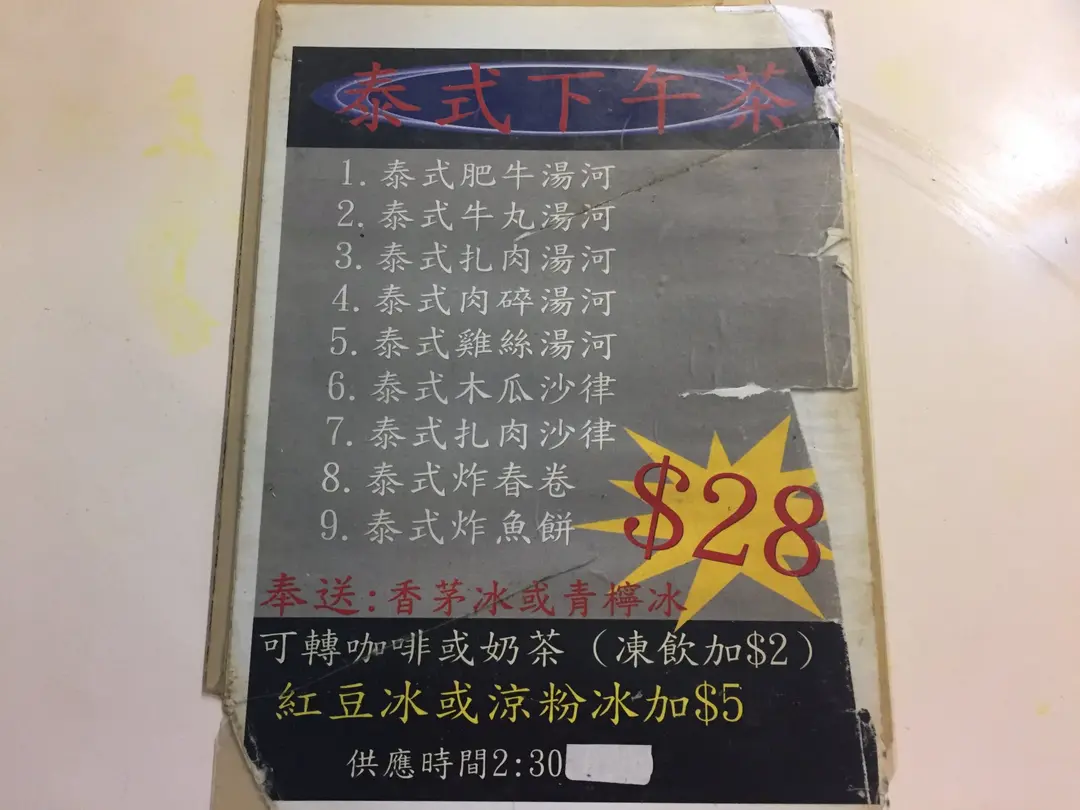 泰式下午茶
1. 泰式肥牛湯河
2. 泰式牛丸湯河
3. 泰式扎肉湯河
4. 泰式肉碎湯河
5. 泰式雞絲湯河
6. 泰式木瓜沙律
7. 泰式扎肉沙律
8. 泰式炸春卷
9. 泰式炸魚餅
$28
奉送:香茅冰或青檸冰
可轉咖啡或奶茶（凍飲加$2）
紅豆冰或涼粉冰加$5
供應時間2:30